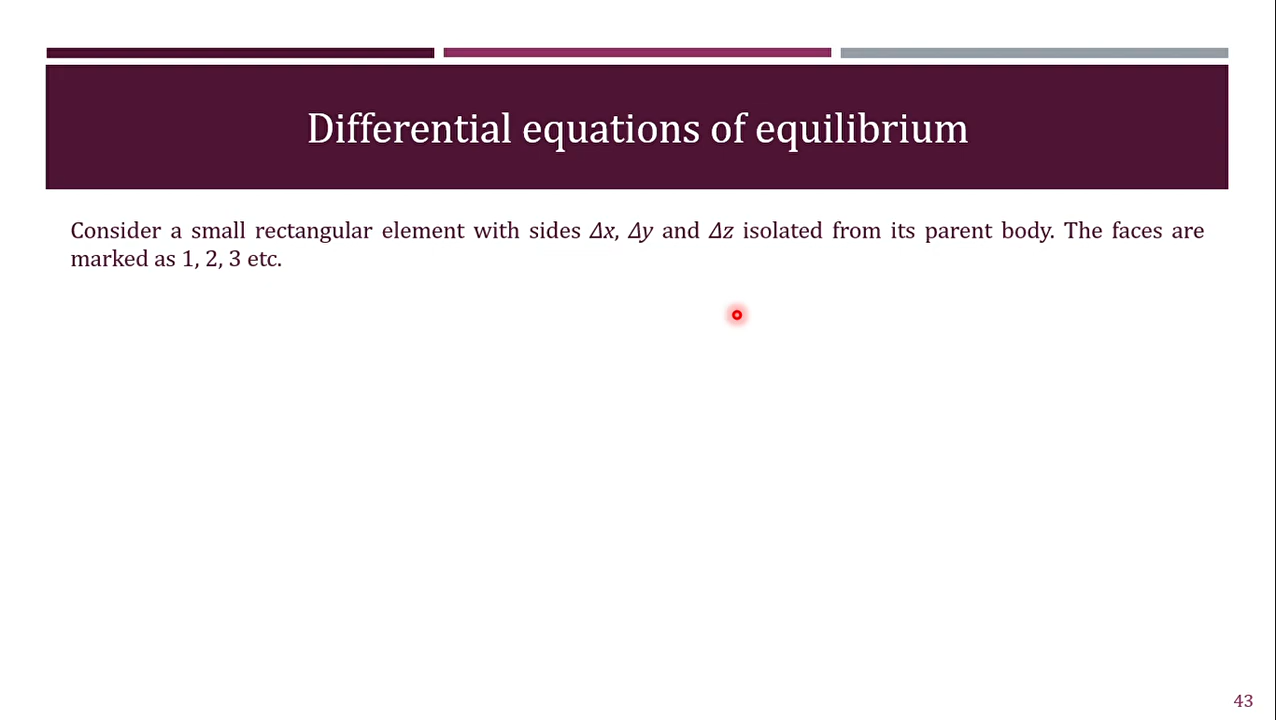 Differential equations of equilibrium
Consider a small rectangular element with sides Δx, Δy and Δz isolated from its parent body. The faces are
marked as 1, 2, 3 etc.
43